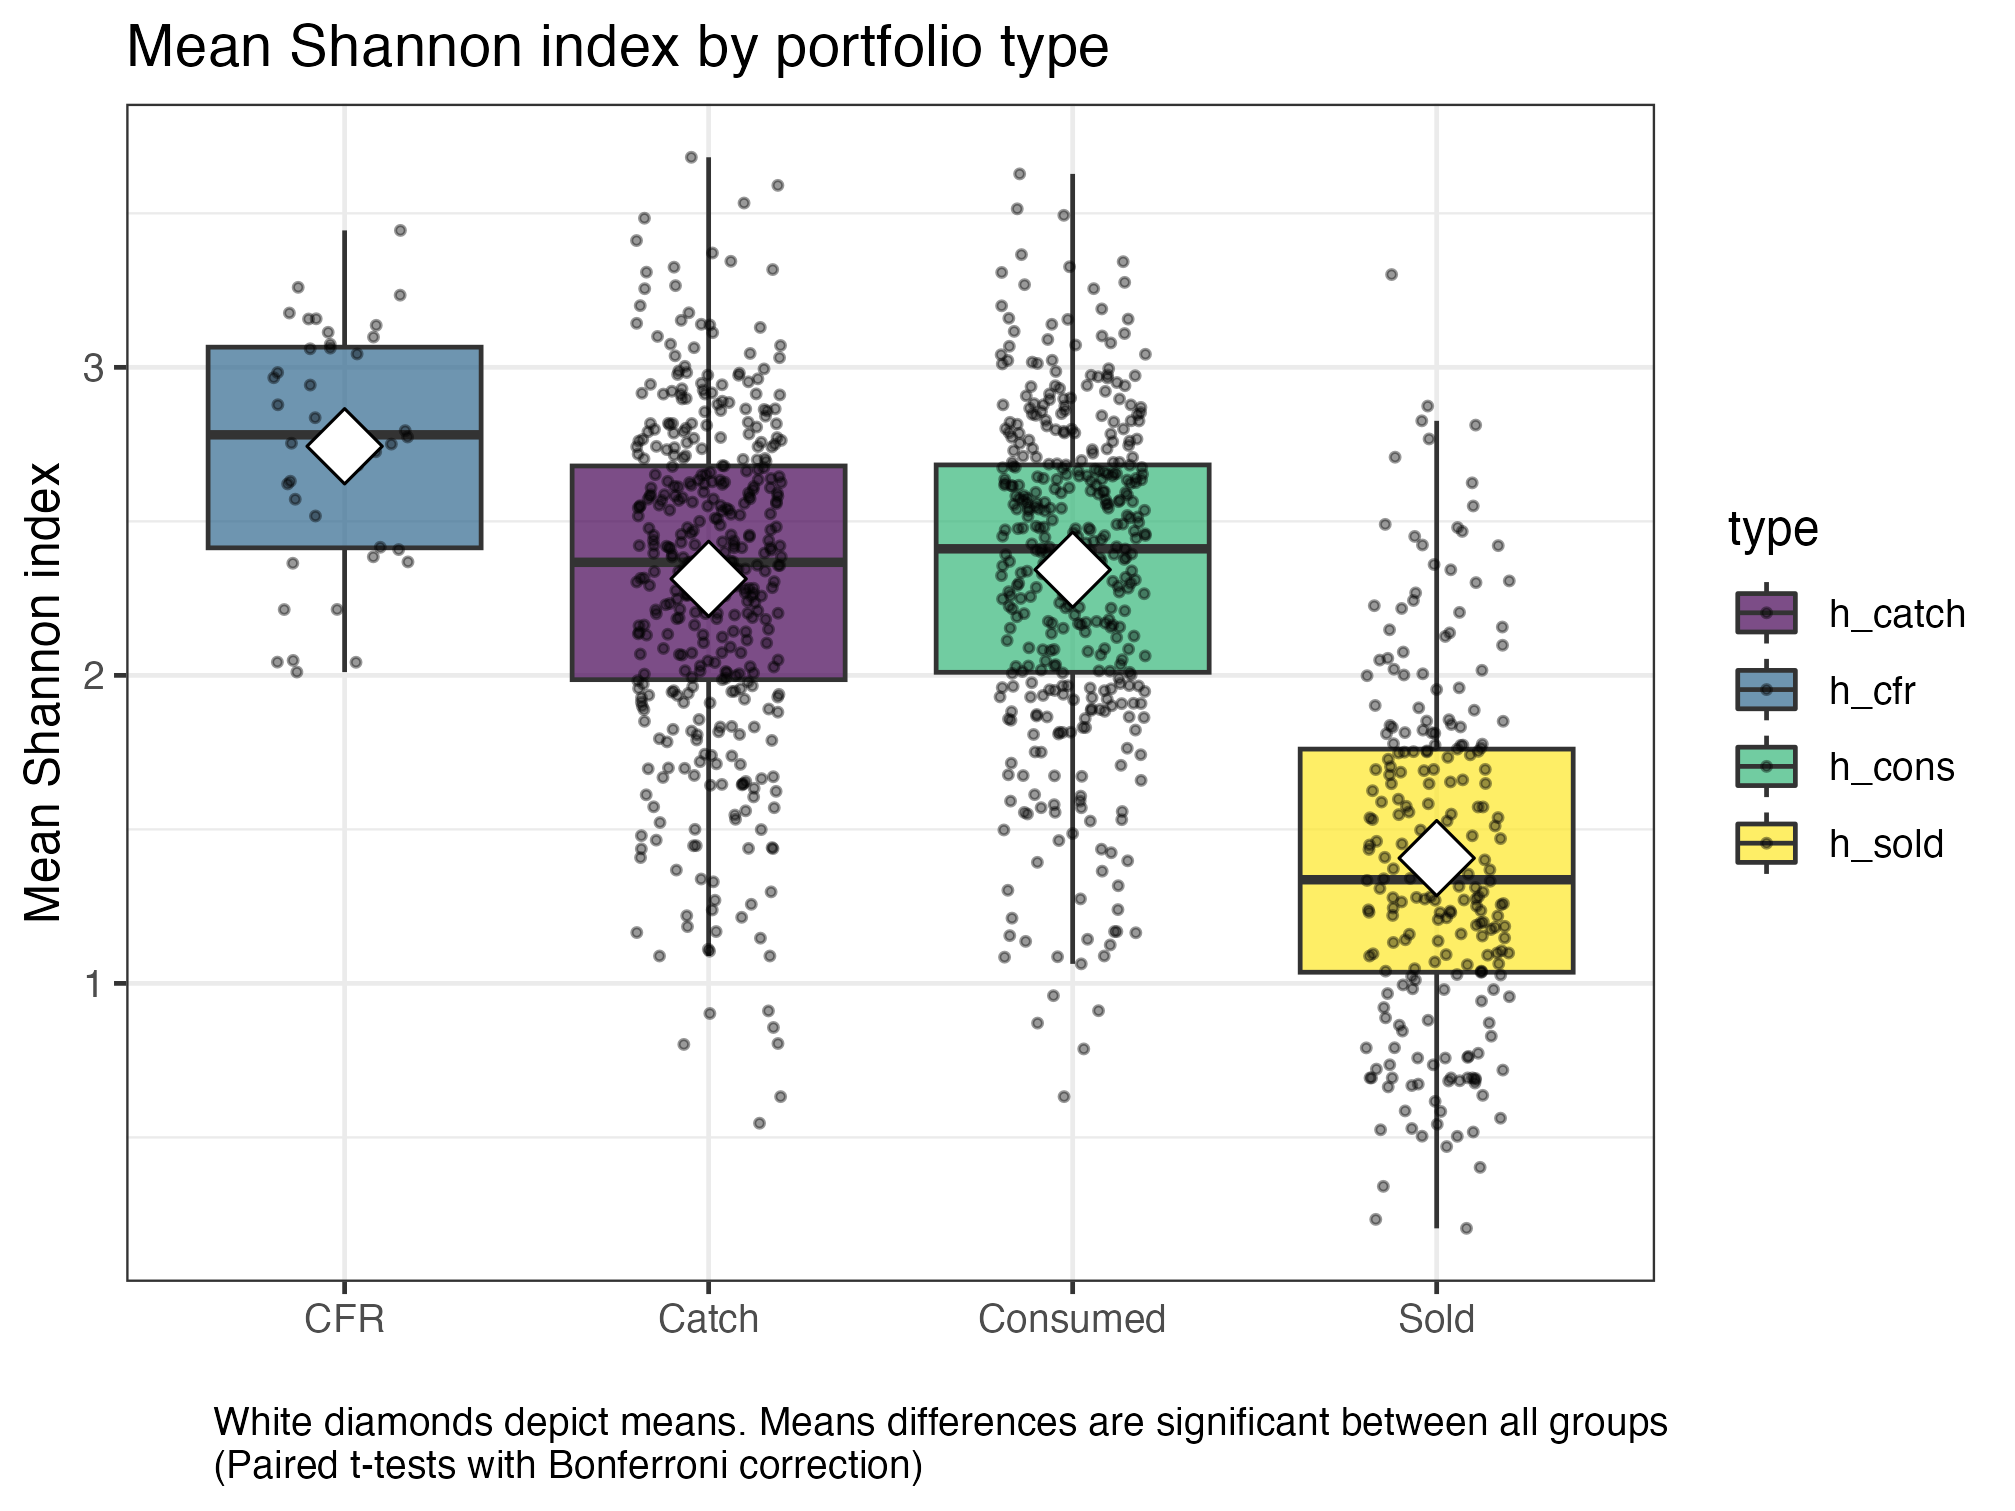 Mean Shannon index by portfolio type
Mean Shannon index
3
2
1
CFR
Catch
Consumed
Sold
type
h_catch
h_cfr
h_cons
h_sold
White diamonds depict means. Means differences are significant between all groups
(Paired t-tests with Bonferroni correction)